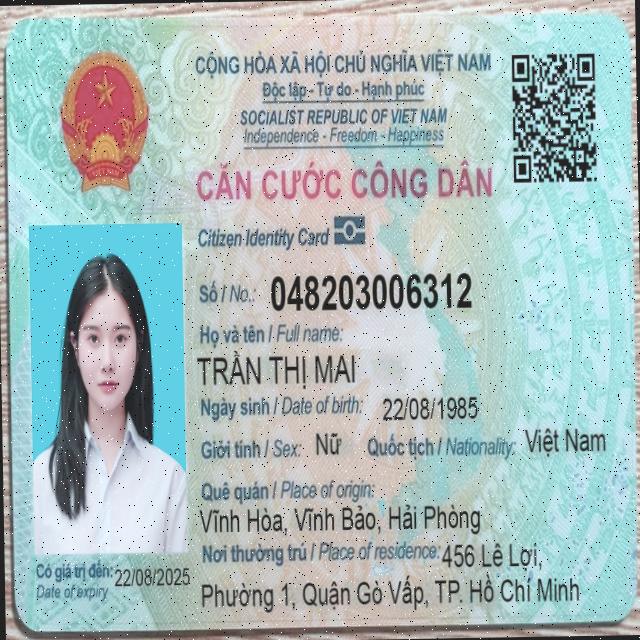 CỘNG HÒA XÃ HỘI CHỦ NGHĨA VIỆT NAM
Độc lập - Tự do - Hạnh phúc
SOCIALIST REPUBLIC OF VIET NAM
Independence - Freedom - Happiness
CĂN CƯỚC CÔNG DÂN
Citizen Identity Card
Số / No.: 048203006312
Họ và tên / Full name:
TRẦN THỊ MAI
Ngày sinh / Date of birth: 22/08/1985
Giới tính / Sex: Nữ Quốc tịch / Nationality: Việt Nam
Quê quán / Place of origin:
Vĩnh Hòa, Vĩnh Bảo, Hải Phòng
Nơi thường trú / Place of residence: 456 Lê Lợi,
Phường 1, Quận Gò Vấp, TP. Hồ Chí Minh
Có giá trị đến: 22/08/2025
Date of expiry